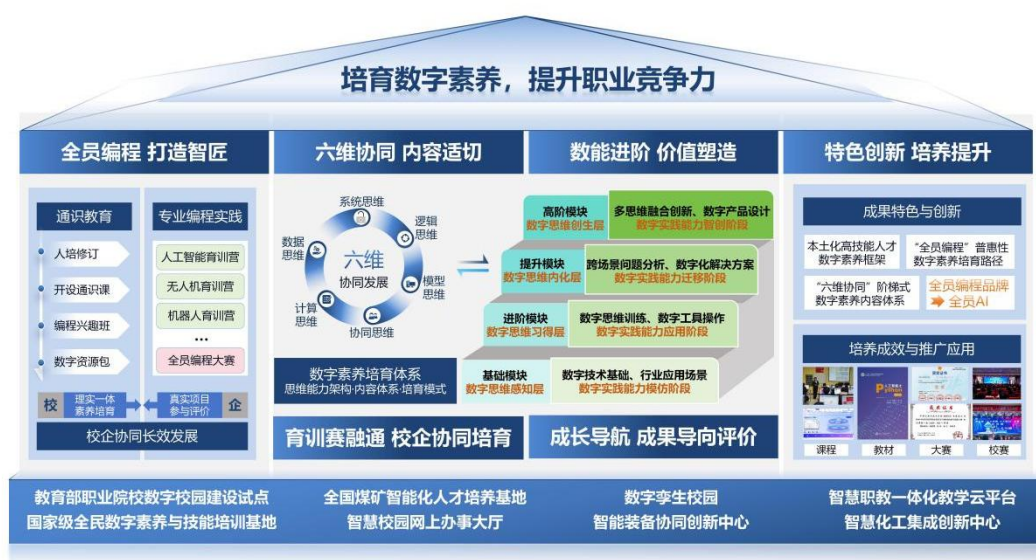 培育数字素养，提升职业竞争力
全员编程 打造智匠
通识教育
人培修订
开设通识课
编程兴趣班
数字资源包
专业编程实践
人工智能育训营
无人机育训营
机器人育训营
...
全员编程大赛
校
理实一体
素养培育
真实项目
参与评价
企
校企协同长效发展
六维协同 内容适切
系统思维
逻辑
思维
模型
思维
协同思维
计算
思维
数据
思维
六维
协同发展
数字素养培育体系
思维能力架构·内容体系·培育模式
育训赛融通 校企协同培育
数能进阶 价值塑造
高阶模块
数字思维创生层
多思维融合创新、数字产品设计
数字实践能力智创阶段
提升模块
数字思维内化层
跨场景问题分析、数字化解决方案
数字实践能力迁移阶段
进阶模块
数字思维习得层
数字思维训练、数字工具操作
数字实践能力应用阶段
基础模块
数字思维感知层
数字技术基础、行业应用场景
数字实践能力模仿阶段
成长导航 成果导向评价
特色创新 培养提升
成果特色与创新
本土化高技能人才
数字素养框架
“全员编程”普惠性
数字素养培育路径
“六维协同”阶梯式
数字素养内容体系
全员编程品牌
全员AI
培养成效与推广应用
Python
课程
教材
大赛
校赛
教育部职业院校数字校园建设试点
国家级全民数字素养与技能培训基地
全国煤矿智能化人才培养基地
智慧校园网上办事大厅
数字孪生校园
智能装备协同创新中心
智慧职教一体化教学云平台
智慧化工集成创新中心